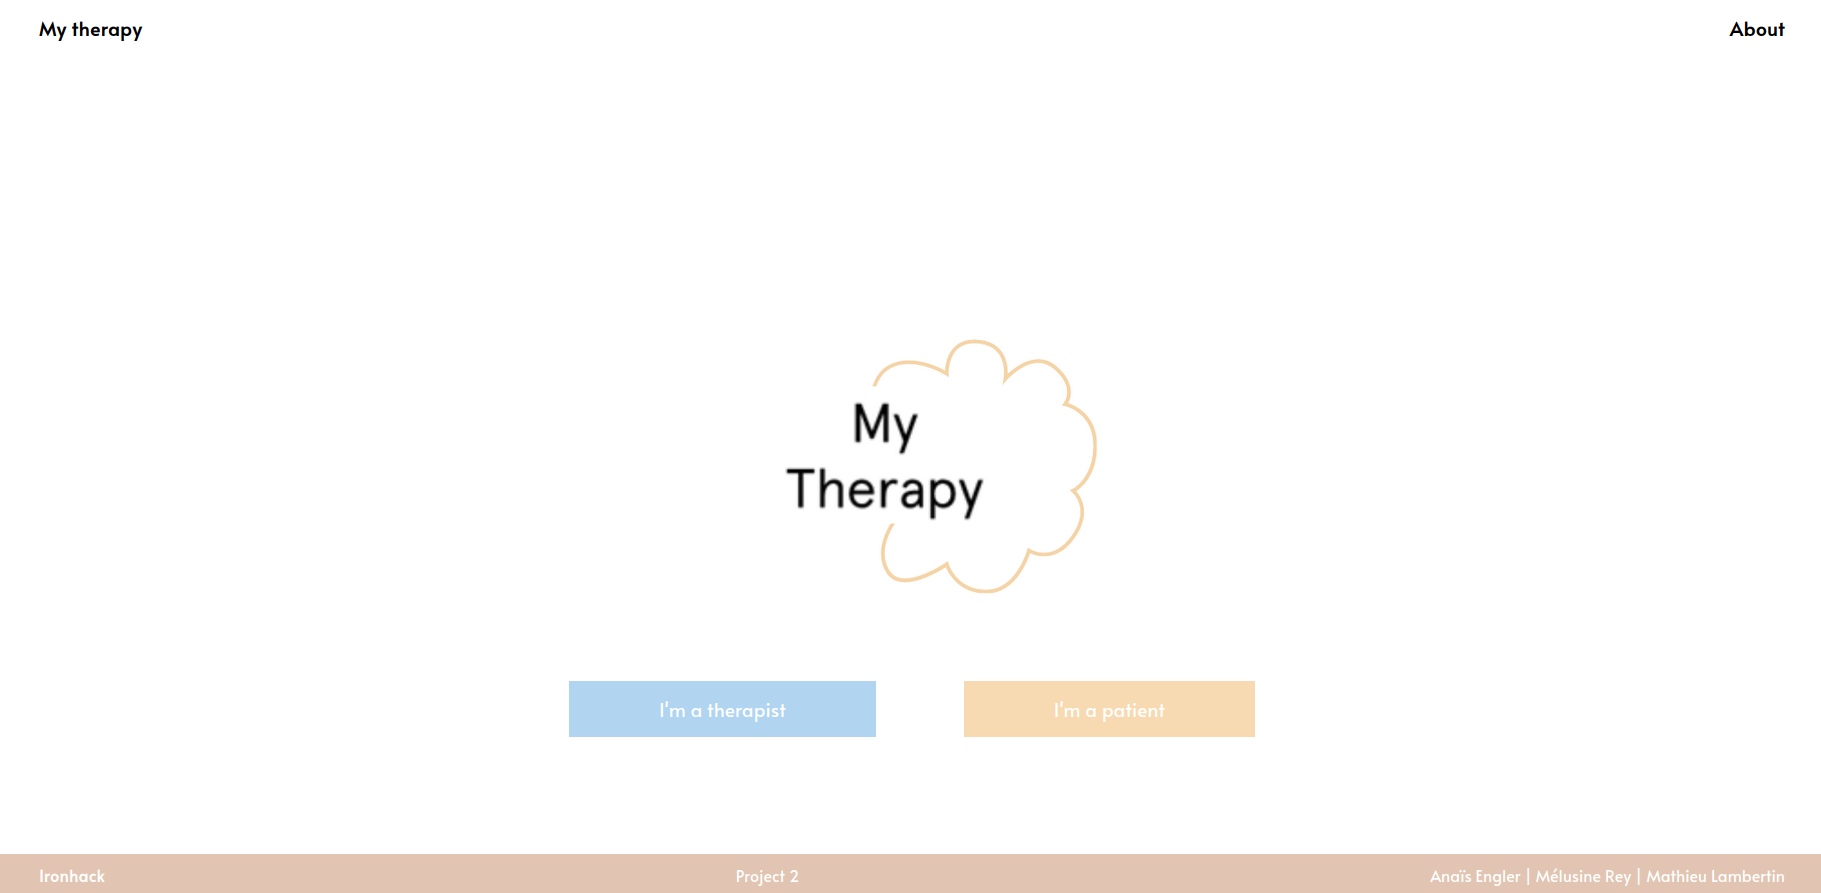 My therapy
About
My
Therapy
I'm a therapist
I'm a patient
Ironhack
Project 2
Anaïs Engler | Mélusine Rey | Mathieu Lambertin